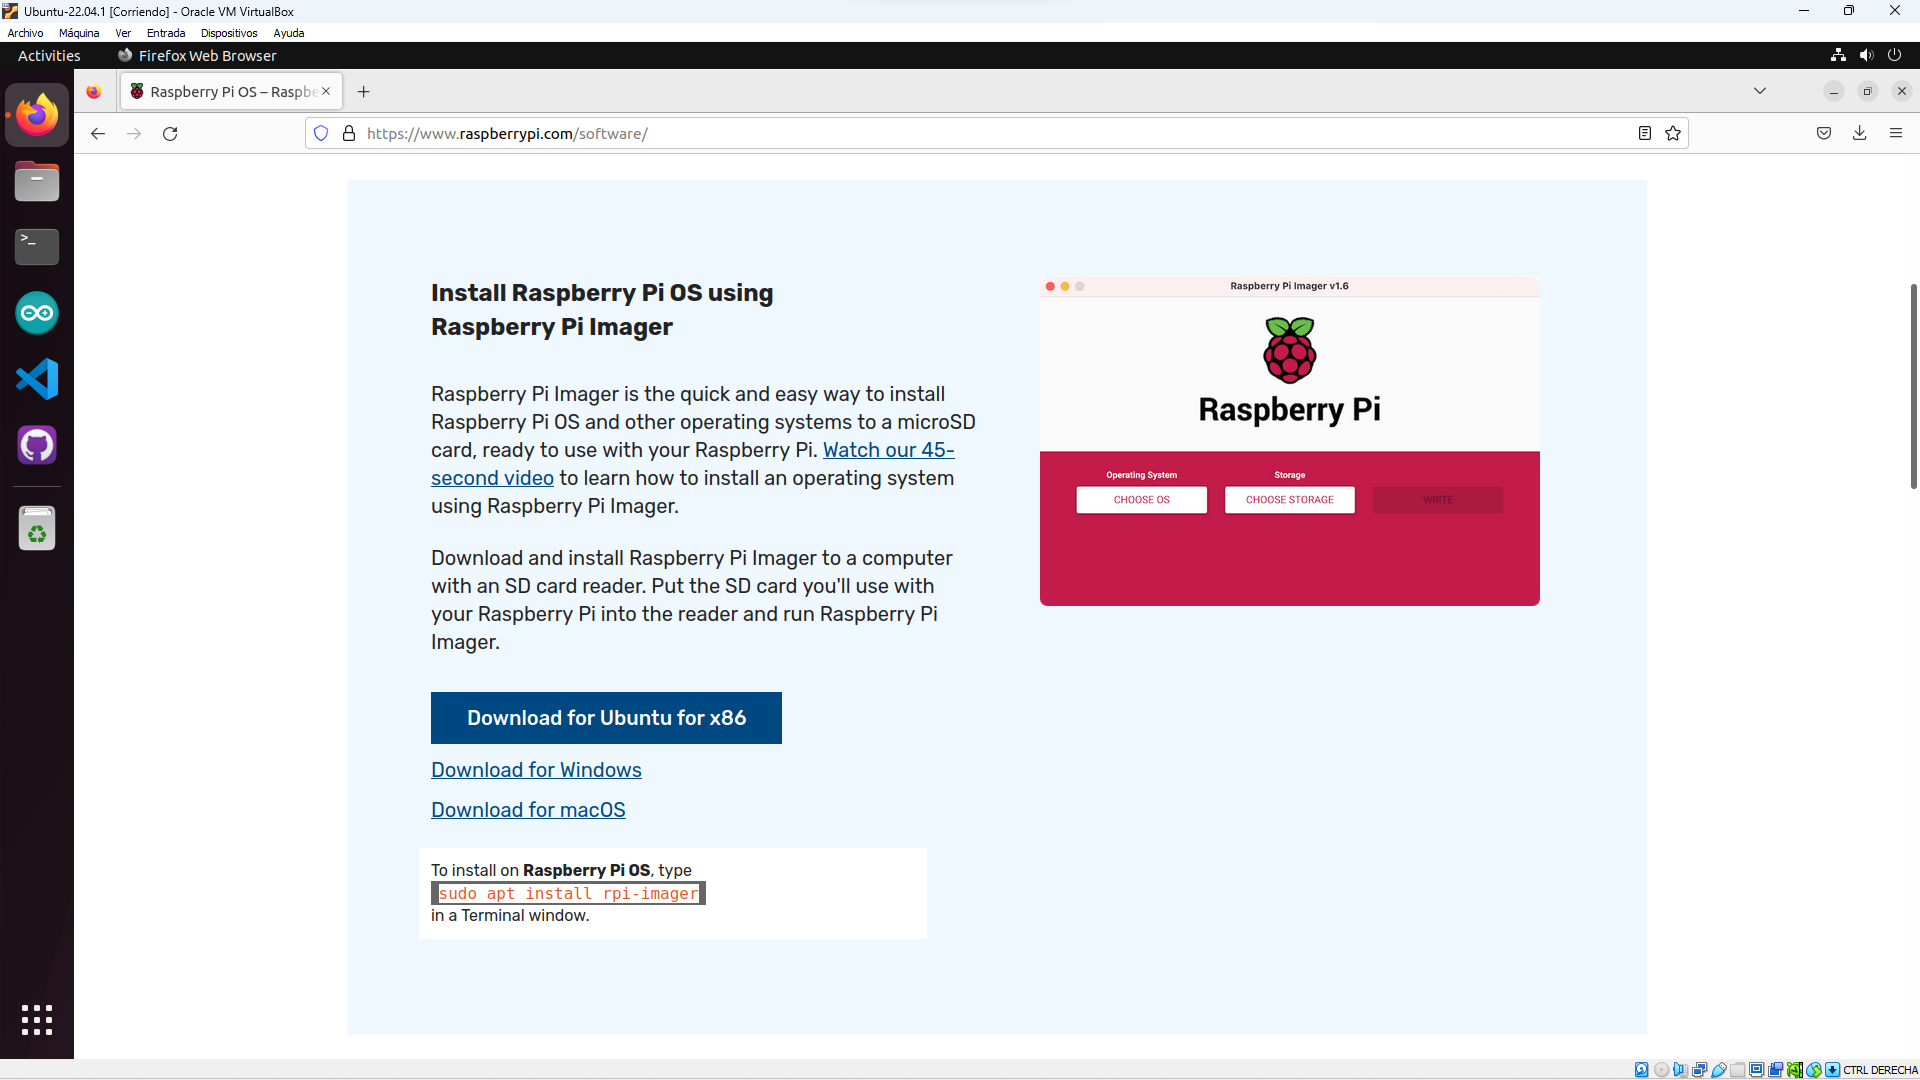 Ubuntu-22.04.1 [Corriendo] - Oracle VM VirtualBox
Archivo Máquina Ver Entrada Dispositivos Ayuda
Activities Firefox Web Browser
Raspberry Pi OS – Raspbe
https://www.raspberrypi.com/software/
Install Raspberry Pi OS using
Raspberry Pi Imager
Raspberry Pi Imager is the quick and easy way to install
Raspberry Pi OS and other operating systems to a microSD
card, ready to use with your Raspberry Pi. Watch our 45-
second video to learn how to install an operating system
using Raspberry Pi Imager.
Download and install Raspberry Pi Imager to a computer
with an SD card reader. Put the SD card you'll use with
your Raspberry Pi into the reader and run Raspberry Pi
Imager.
Download for Ubuntu for x86
Download for Windows
Download for macOS
To install on Raspberry Pi OS, type
sudo apt install rpi-imager
in a Terminal window.
Raspberry Pi Imager v1.6
Raspberry Pi
Operating System Storage
CHOOSE OS CHOOSE STORAGE WRITE
CTRL DERECHA